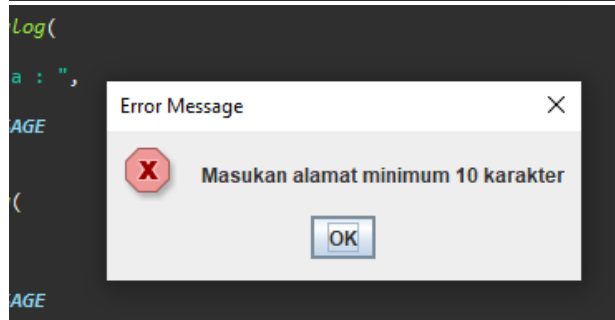 log(
a : ",
Error Message
AGE
X
Masukan alamat minimum 10 karakter
(
OK
AGE